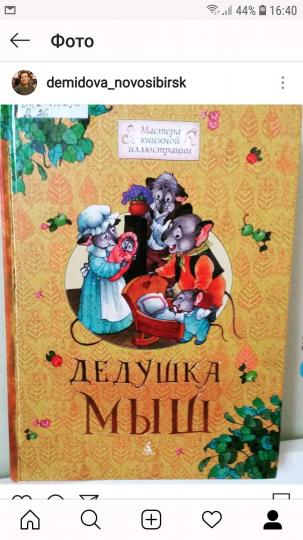 44% 16:40
Фото
demidova_novosibirsk
Мастера
книжной
иллюстрации
ДЕДУШКА
МЫШ